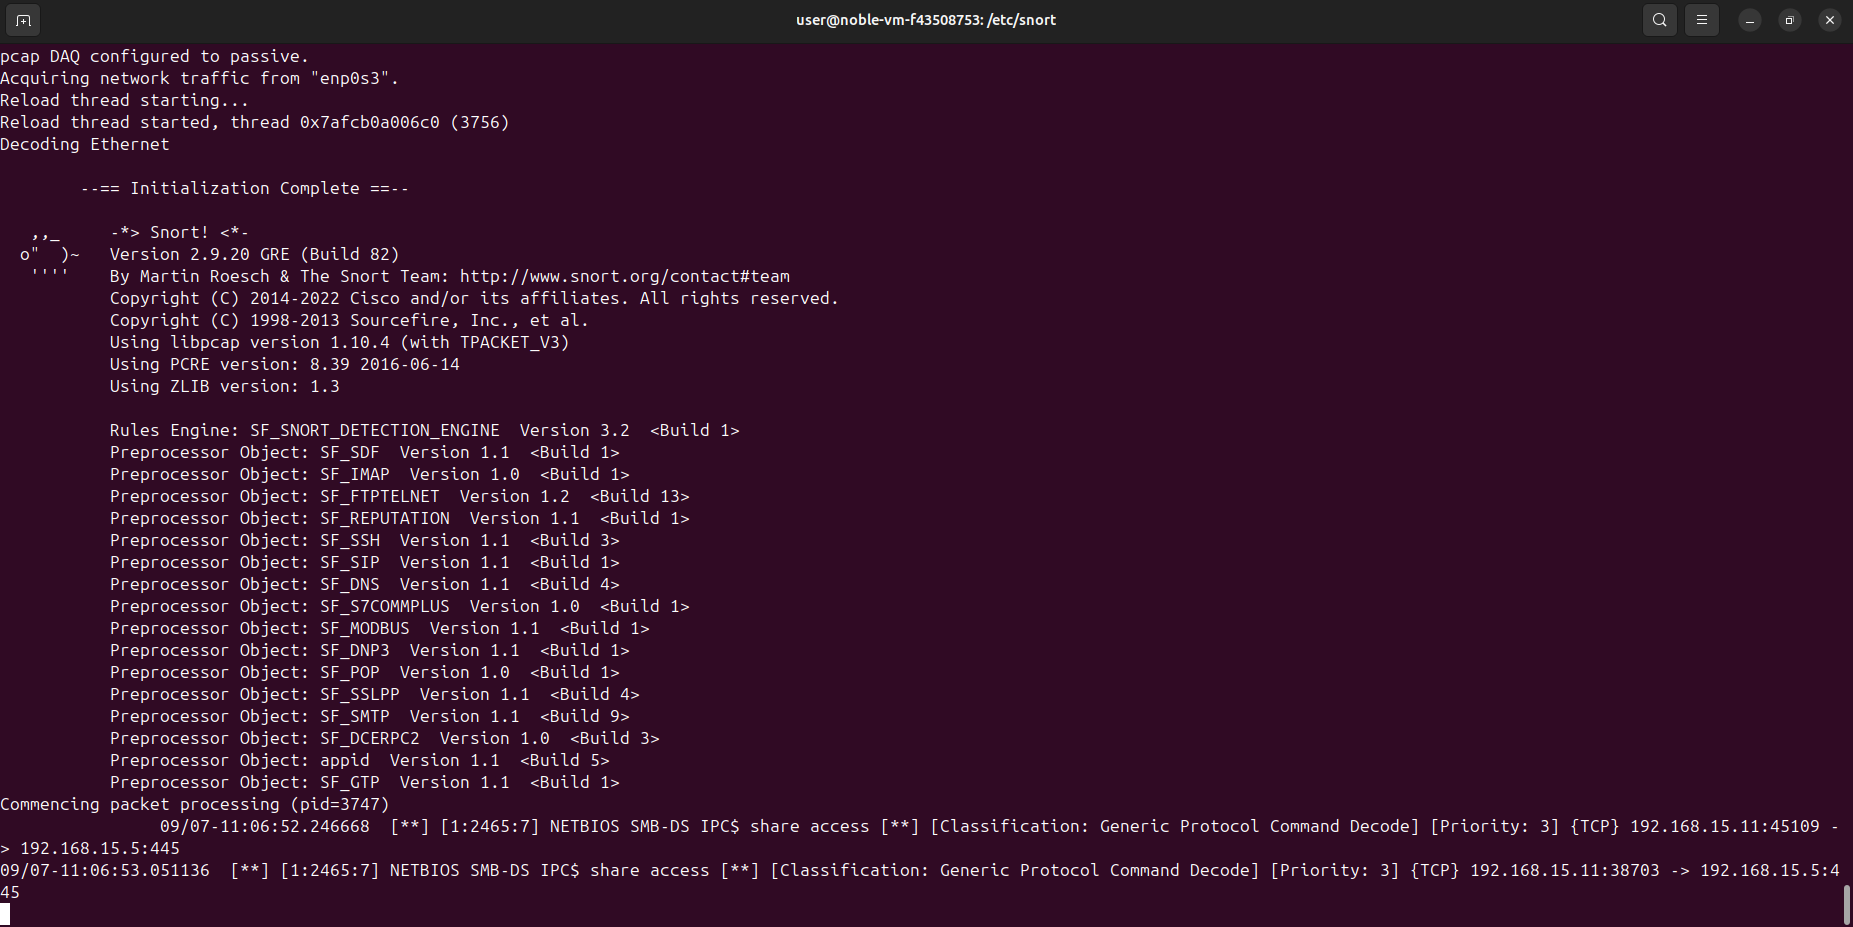 user@noble-vm-f43508753: /etc/snort
pcap DAQ configured to passive.
Acquiring network traffic from "enp0s3".
Reload thread starting...
Reload thread started, thread 0x7afcb0a006c0 (3756)
Decoding Ethernet
--== Initialization Complete ==--
,,_     -*> Snort! <*-
o"  )~   Version 2.9.20 GRE (Build 82)
''''    By Martin Roesch & The Snort Team: http://www.snort.org/contact#team
Copyright (C) 2014-2022 Cisco and/or its affiliates. All rights reserved.
Copyright (C) 1998-2013 Sourcefire, Inc., et al.
Using libpcap version 1.10.4 (with TPACKET_V3)
Using PCRE version: 8.39 2016-06-14
Using ZLIB version: 1.3
Rules Engine: SF_SNORT_DETECTION_ENGINE  Version 3.2  <Build 1>
Preprocessor Object: SF_SDF  Version 1.1  <Build 1>
Preprocessor Object: SF_IMAP  Version 1.0  <Build 1>
Preprocessor Object: SF_FTPTELNET  Version 1.2  <Build 13>
Preprocessor Object: SF_REPUTATION  Version 1.1  <Build 1>
Preprocessor Object: SF_SSH  Version 1.1  <Build 3>
Preprocessor Object: SF_SIP  Version 1.1  <Build 1>
Preprocessor Object: SF_DNS  Version 1.1  <Build 4>
Preprocessor Object: SF_S7COMMPLUS  Version 1.0  <Build 1>
Preprocessor Object: SF_MODBUS  Version 1.1  <Build 1>
Preprocessor Object: SF_DNP3  Version 1.1  <Build 1>
Preprocessor Object: SF_POP  Version 1.0  <Build 1>
Preprocessor Object: SF_SSLPP  Version 1.1  <Build 4>
Preprocessor Object: SF_SMTP  Version 1.1  <Build 9>
Preprocessor Object: SF_DCERPC2  Version 1.0  <Build 3>
Preprocessor Object: appid  Version 1.1  <Build 5>
Preprocessor Object: SF_GTP  Version 1.1  <Build 1>
Commencing packet processing (pid=3747)
09/07-11:06:52.246668  [**] [1:2465:7] NETBIOS SMB-DS IPC$ share access [**] [Classification: Generic Protocol Command Decode] [Priority: 3] {TCP} 192.168.15.11:45109 -
> 192.168.15.5:445
09/07-11:06:53.051136  [**] [1:2465:7] NETBIOS SMB-DS IPC$ share access [**] [Classification: Generic Protocol Command Decode] [Priority: 3] {TCP} 192.168.15.11:38703 -> 192.168.15.5:4
45